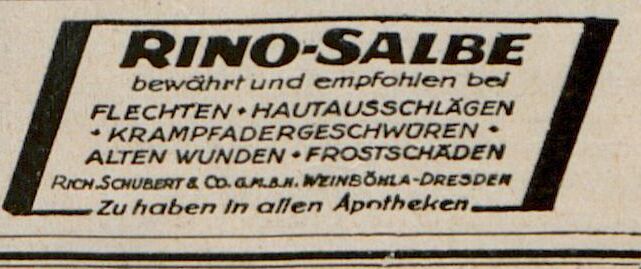 RINO-SALBE
bewährt und empfohlen bei
FLECHTEN • HAUTAUSSCHLÄGEN
• KRAMPFADERGESCHWÜREN •
ALTEN WUNDEN • FROSTSCHÄDEN
RICH. SCHUBERT & CO. G.M.B.H. WEINBÖHLA-DRESDEN
Zu haben in allen Apotheken